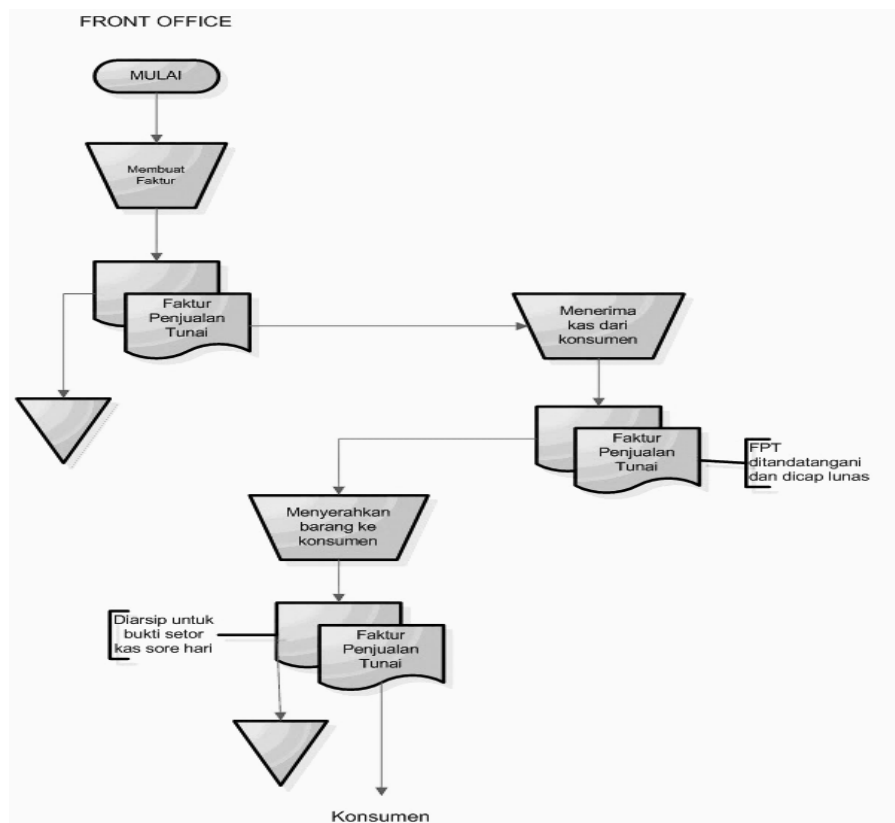 FRONT OFFICE
MULAI
Membuat
Faktur
Faktur
Penjualan
Tunai
Menerima
kas dari
konsumen
Faktur
Penjualan
Tunai
FPT
ditandatangani
dan dicap lunas
Menyerahkan
barang ke
konsumen
Diarsip untuk
bukti setor
kas sore hari
Faktur
Penjualan
Tunai
Konsumen